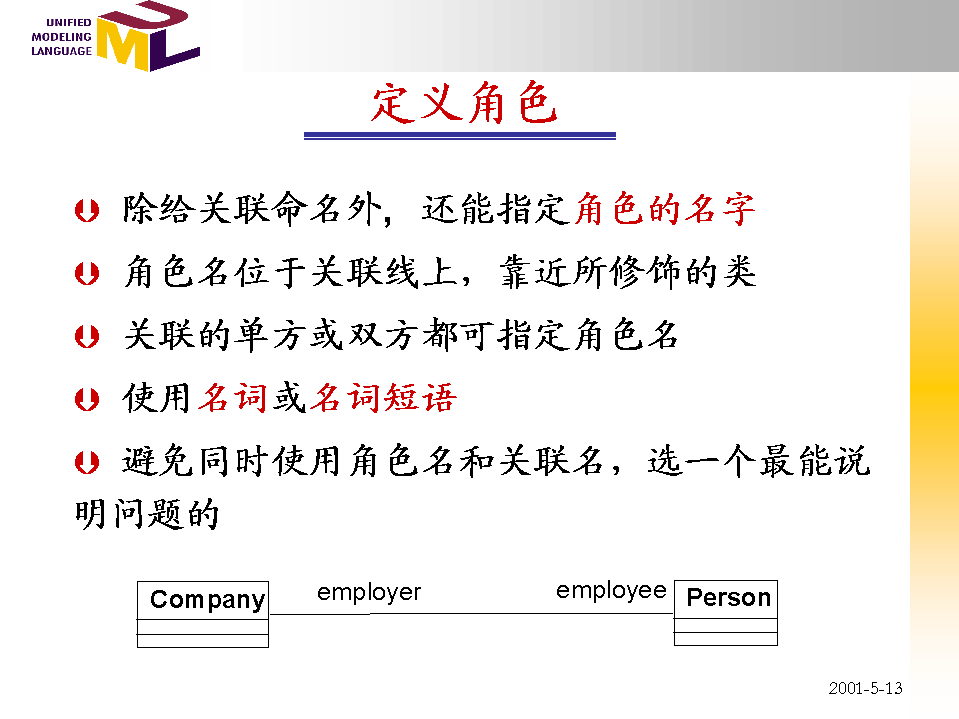 UNIFIED
MODELING
LANGUAGE
UML
定义角色
除给关联命名外，还能指定角色的名字
角色名位于关联线上，靠近所修饰的类
关联的单方或双方都可指定角色名
使用名词或名词短语
避免同时使用角色名和关联名，选一个最能说
明问题的
Company employer employee Person
2001-5-13